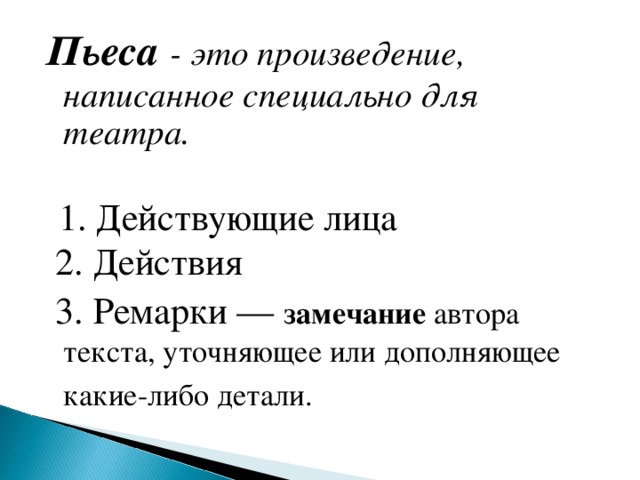 Пьеса - это произведение,
написанное специально для
театра.
1. Действующие лица
2. Действия
3. Ремарки — замечание автора
текста, уточняющее или дополняющее
какие-либо детали.